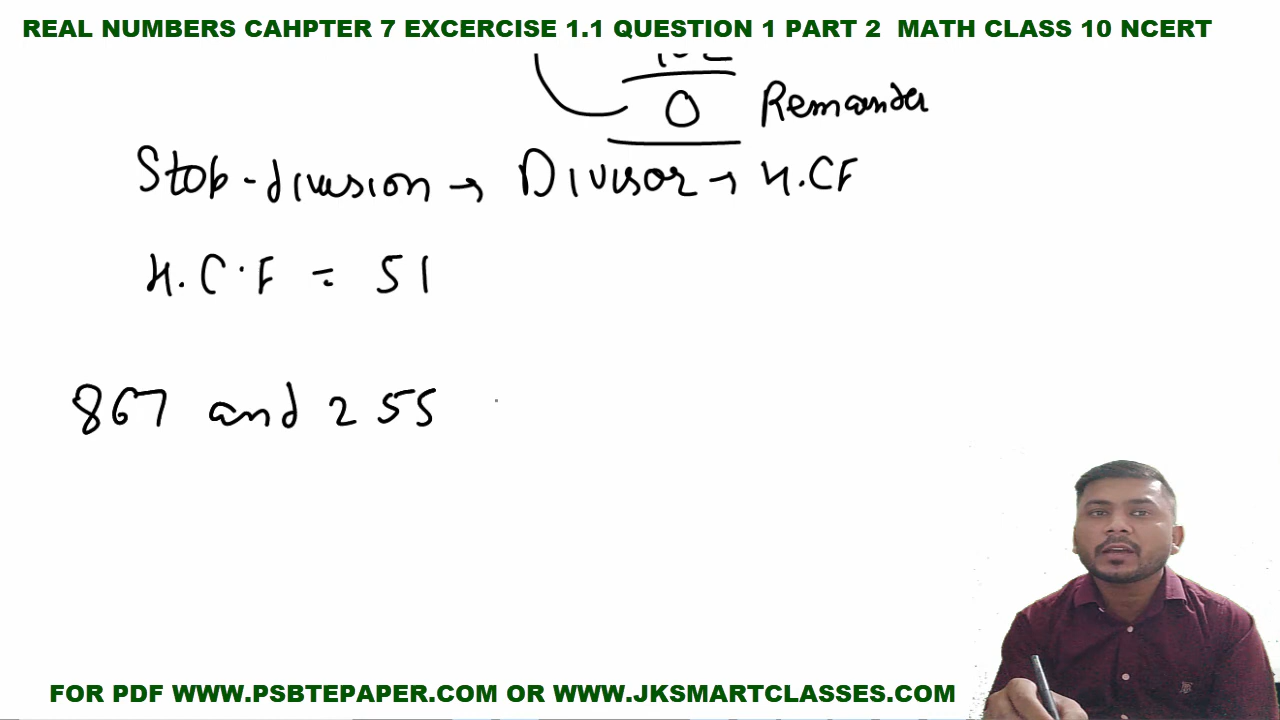 REAL NUMBERS CAHPTER 7 EXCERCISE 1.1 QUESTION 1 PART 2 MATH CLASS 10 NCERT
0 Remainder
Stop-division → Divisor → H.CF
H.C.F = 51
867 and 255
FOR PDF WWW.PSBTEPAPER.COM OR WWW.JKSMARTCLASSES.COM